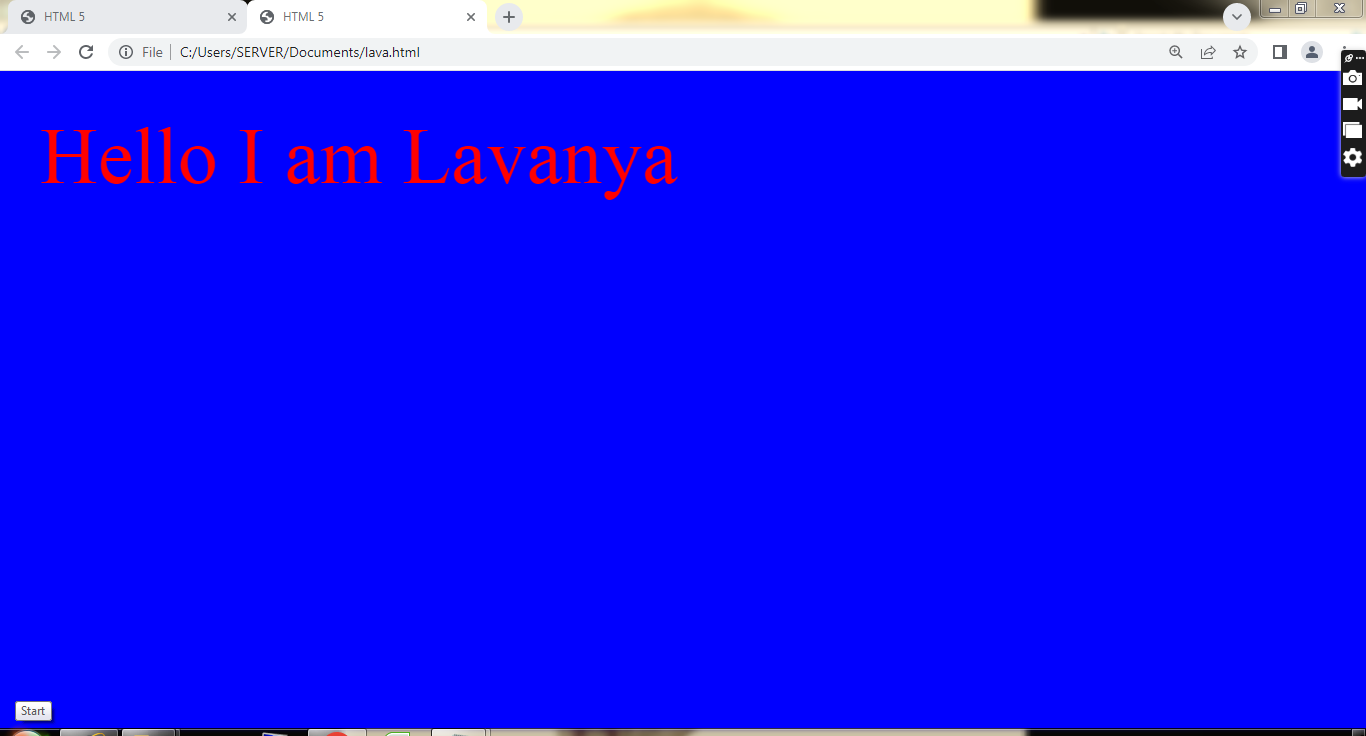 HTML 5
HTML 5
File
C:/Users/SERVER/Documents/lava.html
Hello I am Lavanya
Start